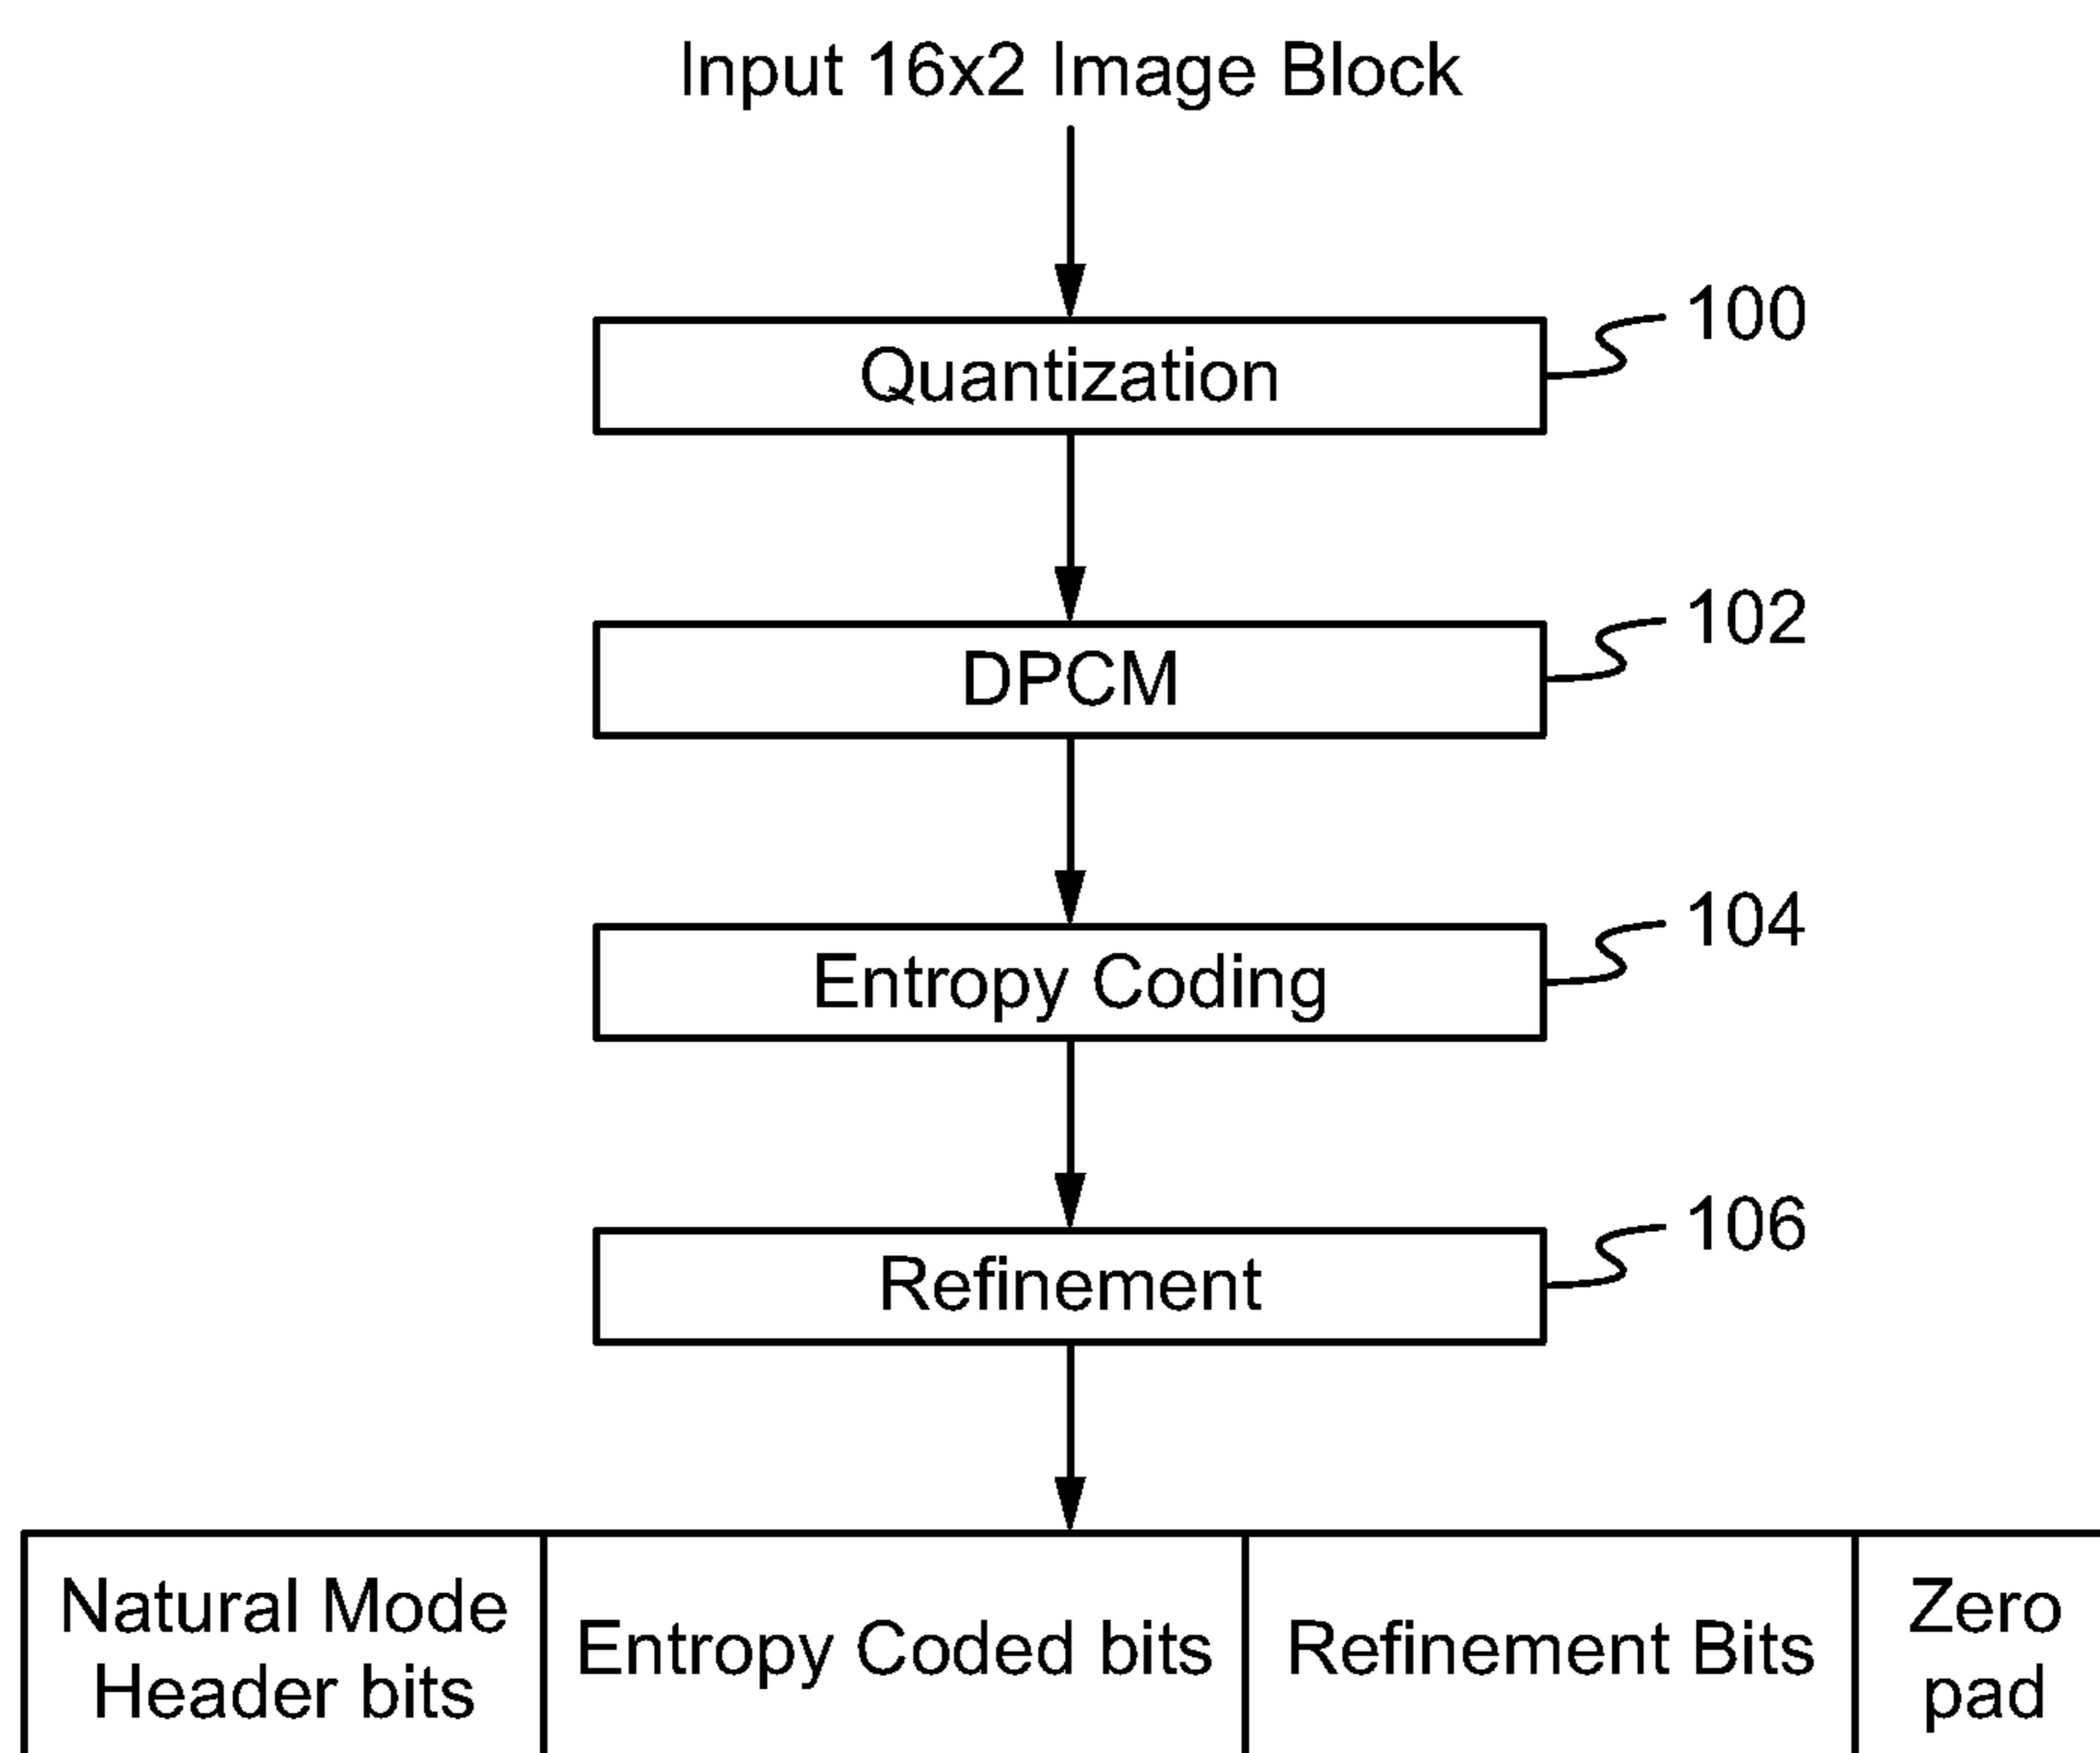 Input 16x2 Image Block
Quantization
100
DPCM
102
Entropy Coding
104
Refinement
106
Natural Mode
Header bits
Entropy Coded bits
Refinement Bits
Zero
pad